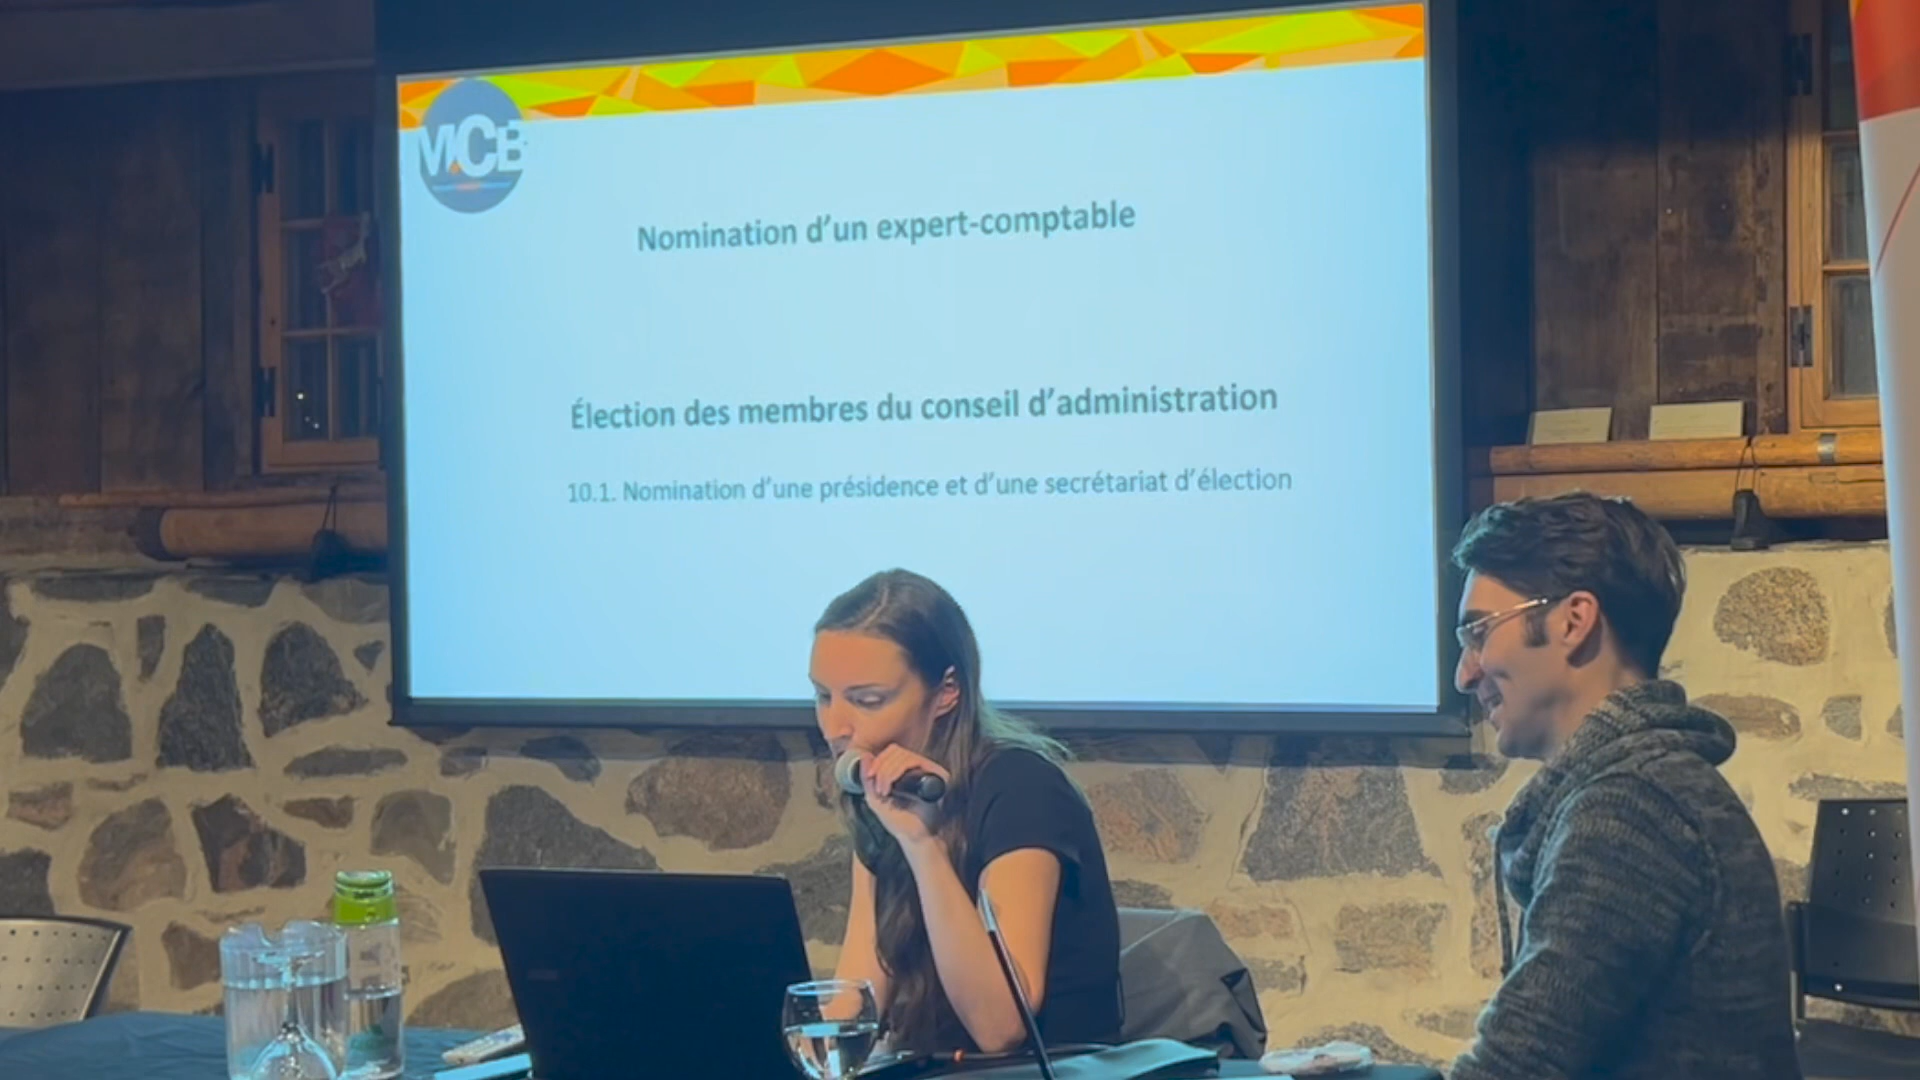 MCB
Nomination d'un expert-comptable
Élection des membres du conseil d'administration
10.1. Nomination d'une présidence et d'une secrétariat d'élection